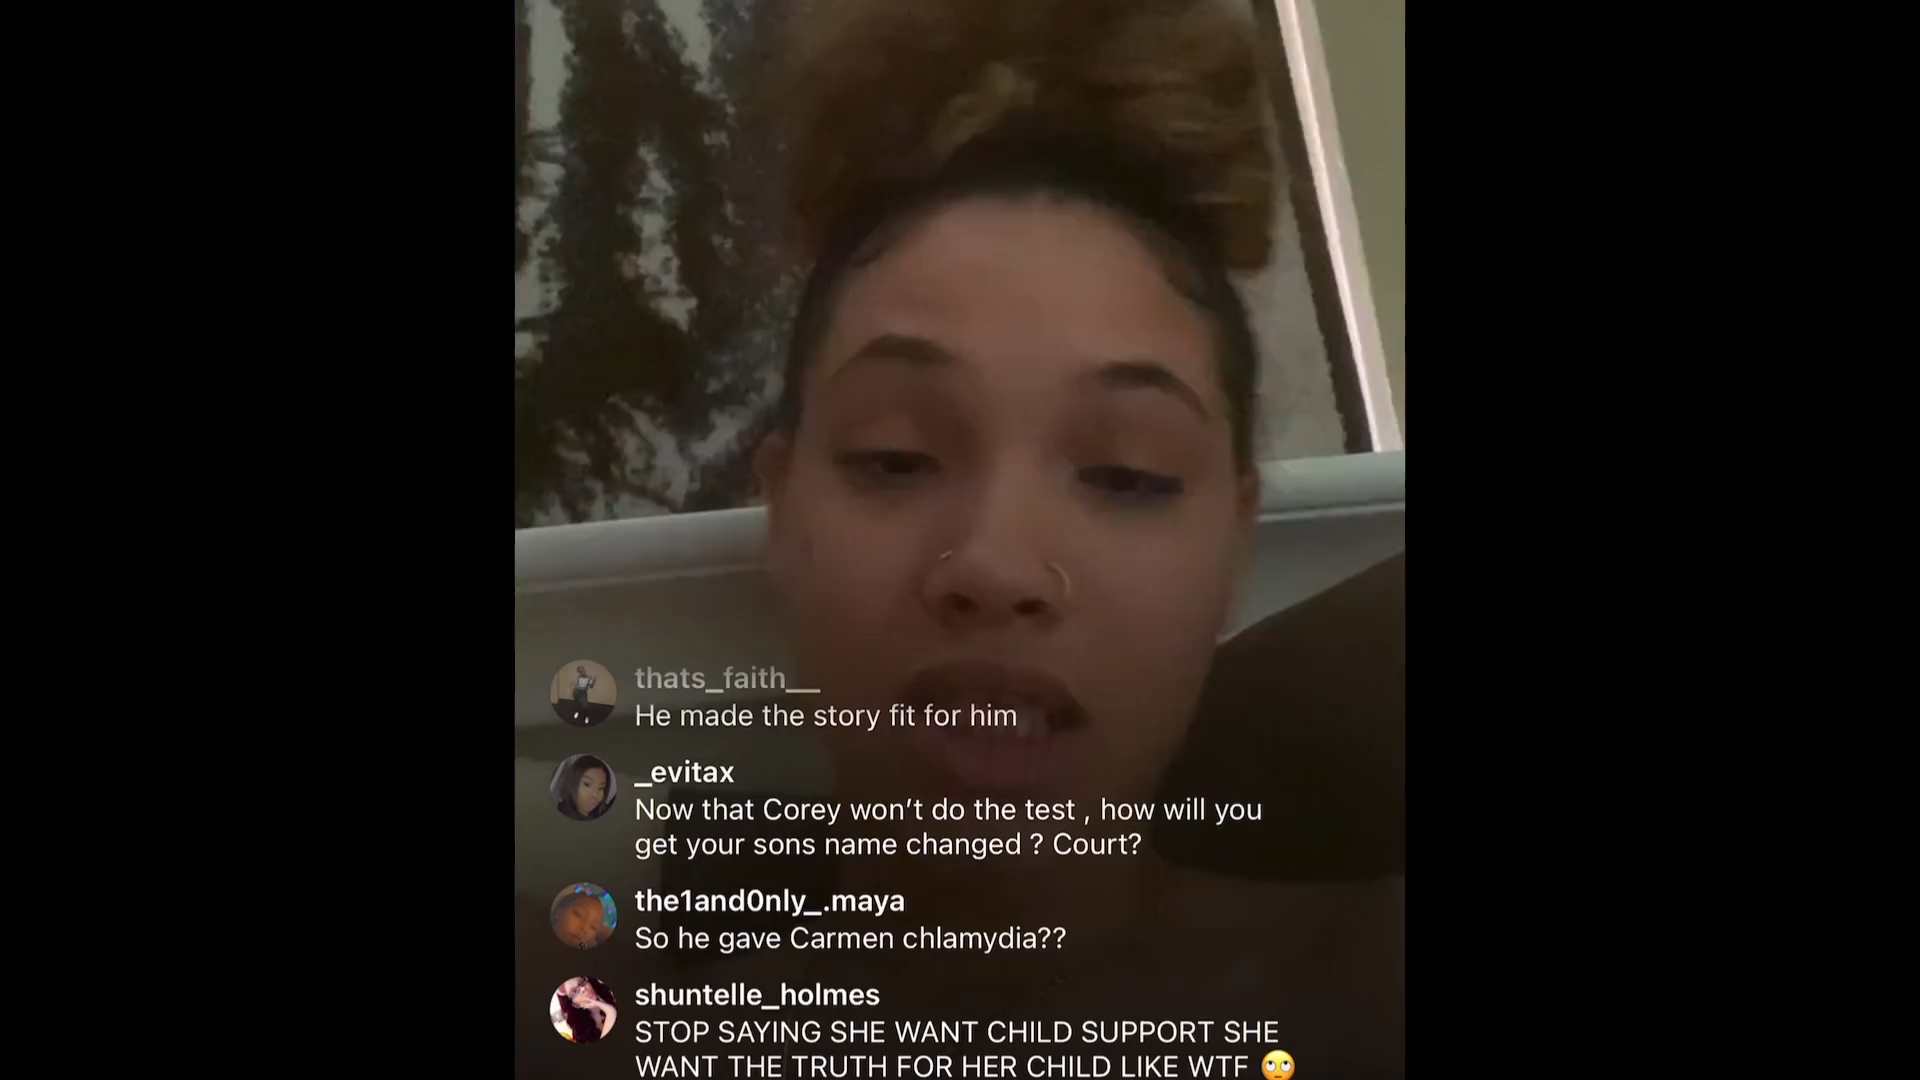 thats_faith__
He made the story fit for him
_evitax
Now that Corey won’t do the test , how will you
get your sons name changed ? Court?
the1and0nly_.maya
So he gave Carmen chlamydia??
shuntelle_holmes
STOP SAYING SHE WANT CHILD SUPPORT SHE
WANT THE TRUTH FOR HER CHILD LIKE WTF 🙄